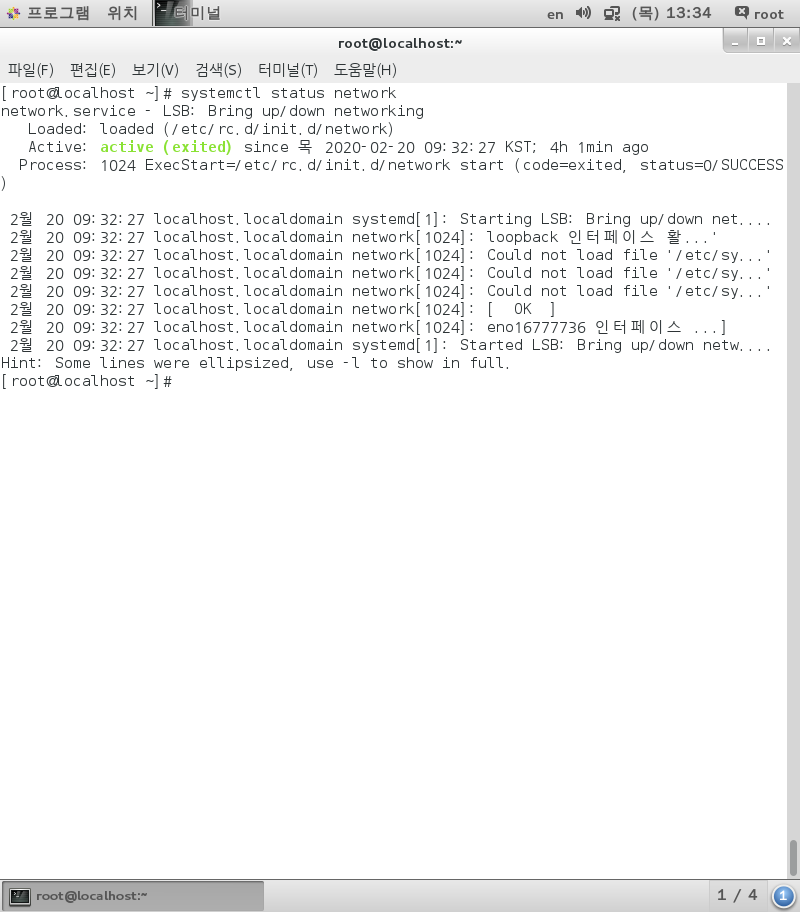 프로그램 위치 터미널 en (목) 13:34 root
root@localhost:~
파일(F) 편집(E) 보기(V) 검색(S) 터미널(T) 도움말(H)
[root@localhost ~]# systemctl status network
network.service - LSB: Bring up/down networking
   Loaded: loaded (/etc/rc.d/init.d/network)
   Active: active (exited) since 목 2020-02-20 09:32:27 KST; 4h 1min ago
  Process: 1024 ExecStart=/etc/rc.d/init.d/network start (code=exited, status=0/SUCCESS
)
 2월 20 09:32:27 localhost.localdomain systemd[1]: Starting LSB: Bring up/down net....
 2월 20 09:32:27 localhost.localdomain network[1024]: loopback 인터페이스 활...'
 2월 20 09:32:27 localhost.localdomain network[1024]: Could not load file '/etc/sy...'
 2월 20 09:32:27 localhost.localdomain network[1024]: Could not load file '/etc/sy...'
 2월 20 09:32:27 localhost.localdomain network[1024]: Could not load file '/etc/sy...'
 2월 20 09:32:27 localhost.localdomain network[1024]: [  OK  ]
 2월 20 09:32:27 localhost.localdomain network[1024]: eno16777736 인터페이스 ...]
 2월 20 09:32:27 localhost.localdomain systemd[1]: Started LSB: Bring up/down netw....
Hint: Some lines were ellipsized, use -l to show in full.
[root@localhost ~]#
root@localhost:~ 1 / 4 1